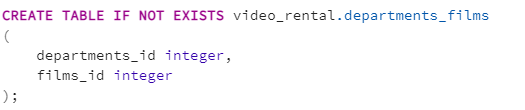 CREATE TABLE IF NOT EXISTS video_rental.departments_films
(
    departments_id integer,
    films_id integer
);